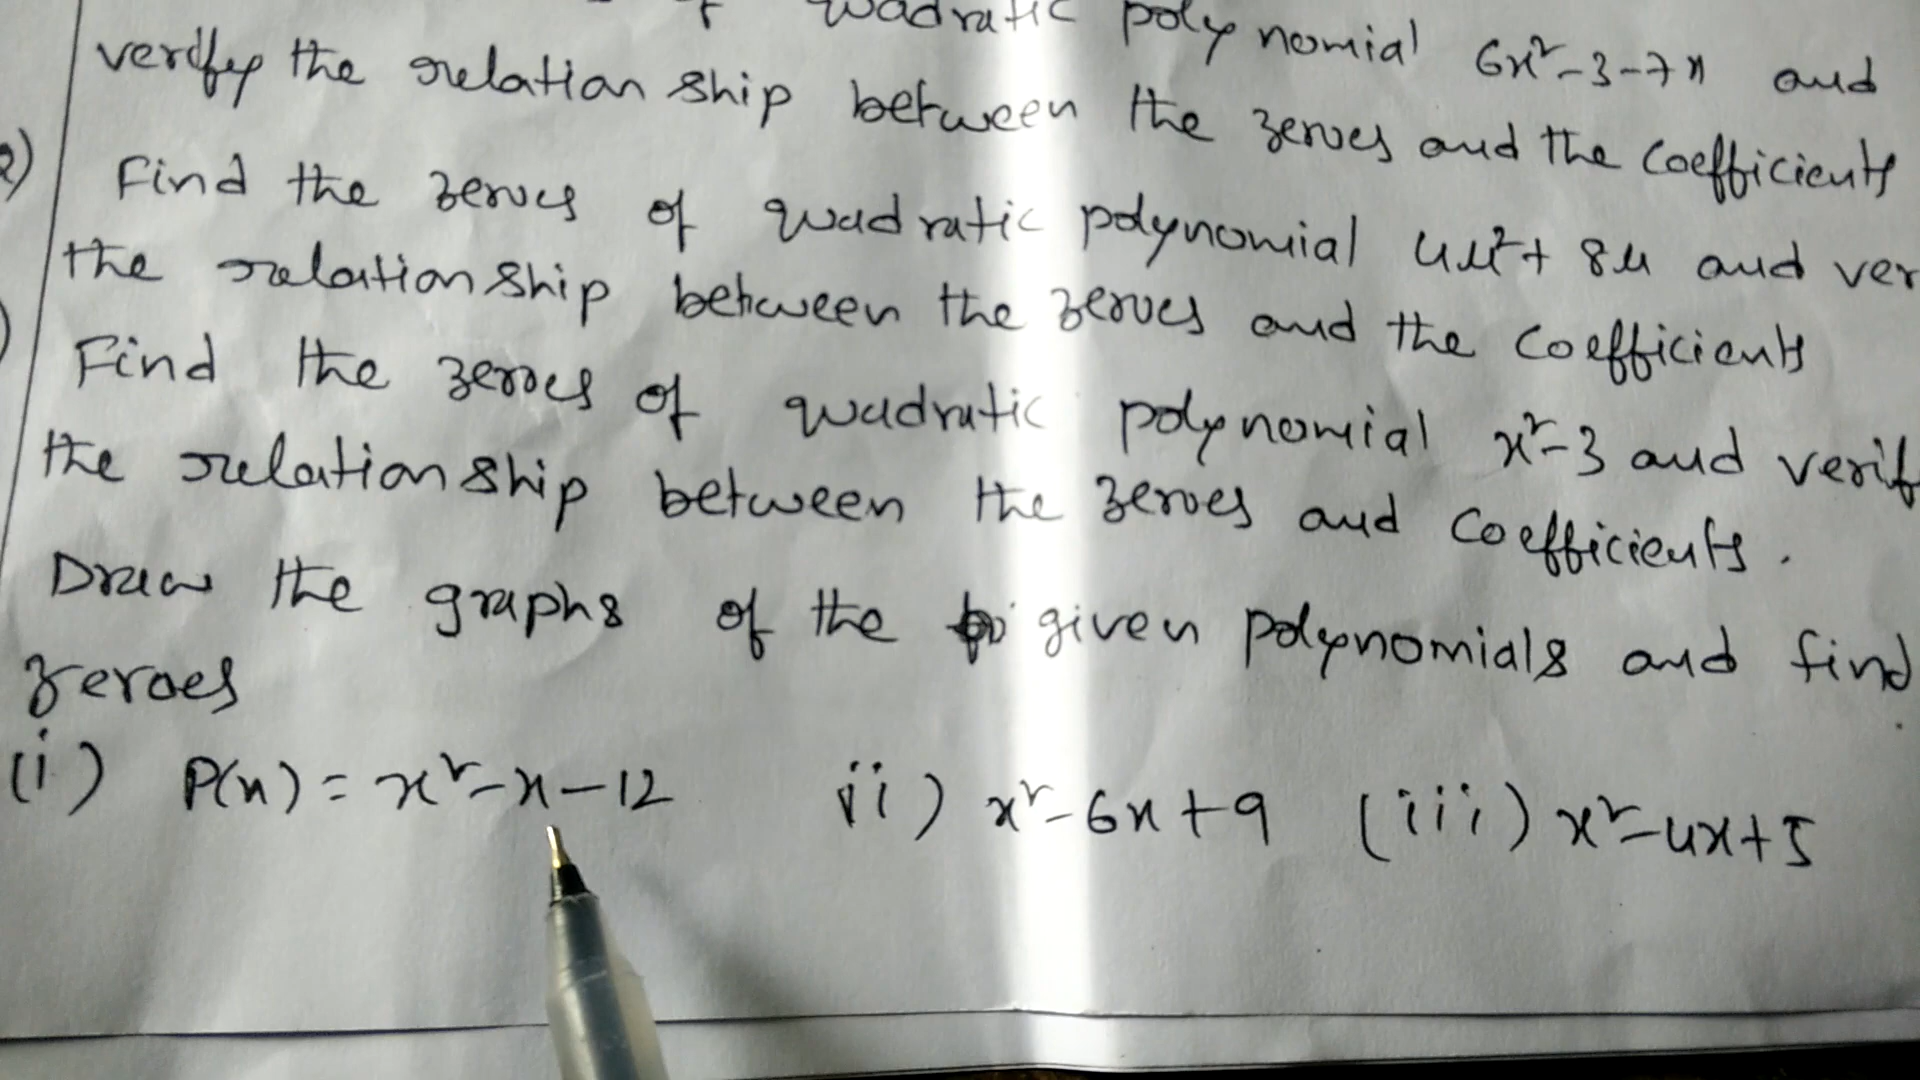 quadratic polynomial 6x²-3-7x and
verify the relationship between the zeroes and the coefficients
2) Find the zeroes of quadratic polynomial 4u²+8u and ver
the relationship between the zeroes and the coefficients
) Find the zeroes of quadratic polynomial x²-3 and verif
the relationship between the zeroes and coefficients.
Draw the graphs of the given polynomials and find
zeroes
(i) P(x) = x²-x-12 ii) x²-6x+9 (iii) x²-4x+5